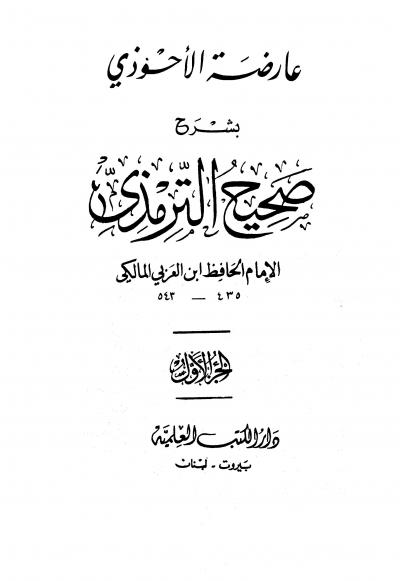 عارضة الأحوذي
بشرح
صحيح الترمذي
الإمام الحافظ ابن العربي المالكي
٤٣٥ — ٥٤٣
الجزء الأول
دار الكتب العلمية
بيروت - لبنان